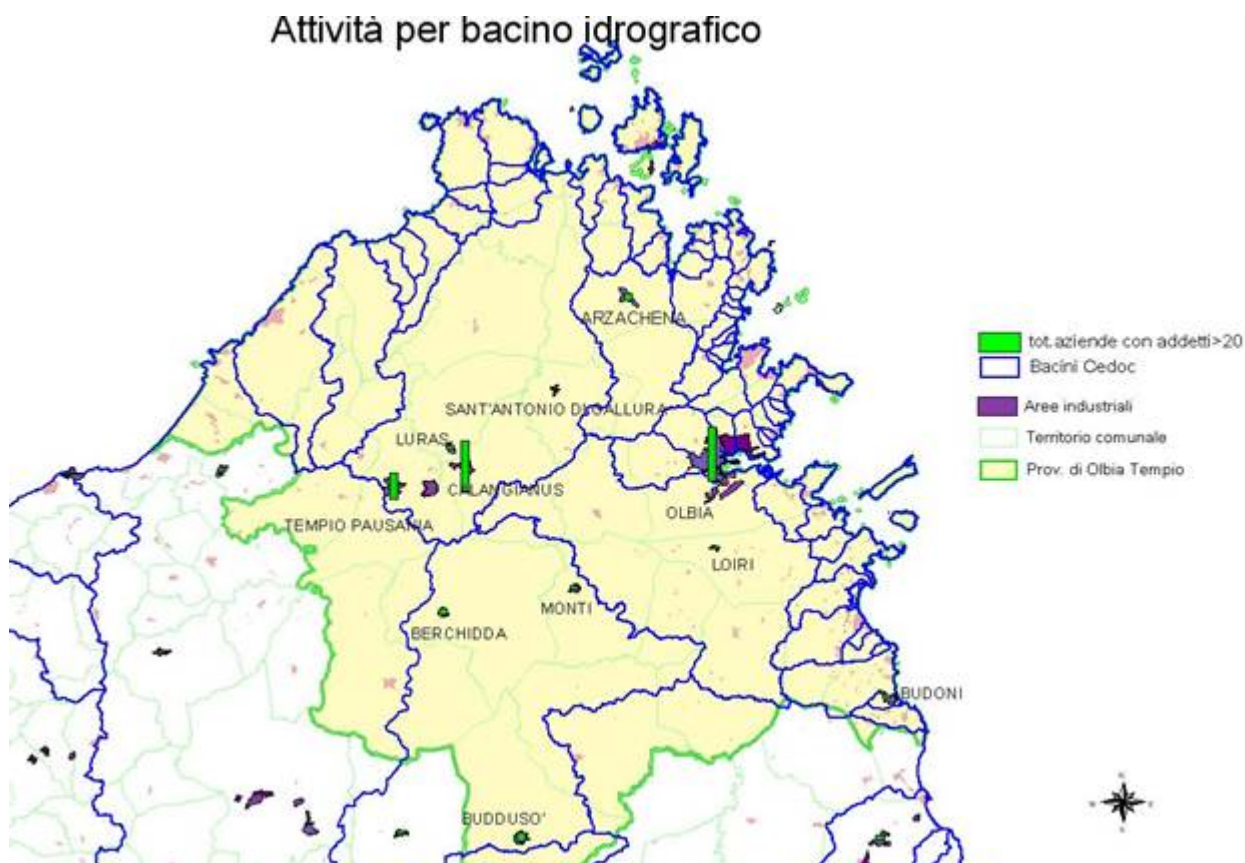 Attività per bacino idrografico
ARZACHENA
SANT'ANTONIO DI GALLURA
LURAS
CALANGIANUS
TEMPIO PAUSANIA
OLBIA
LOIRI
MONTI
BERCHIDDA
BUDONI
BUDDUSO'
tot.aziende con addetti>20
Bacini Cedoc
Aree industriali
Territorio comunale
Prov. di Olbia Tempio